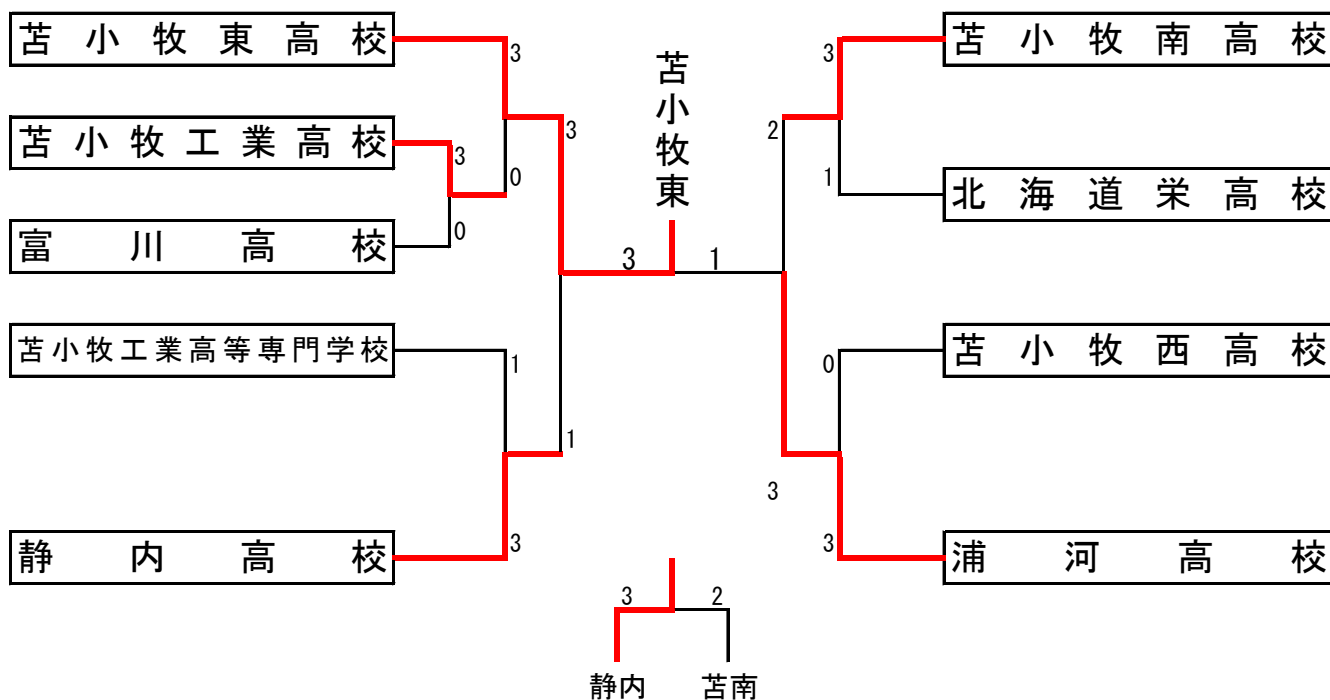 苫小牧東高校
3
苫小牧工業高校
3
0
富川高校
0
3
苫小牧工業高等専門学校
1
静内高校
3
1
苫小牧東
3
1
苫小牧南高校
3
2
北海道栄高校
1
苫小牧西高校
0
3
浦河高校
3
3
2
静内
苫南